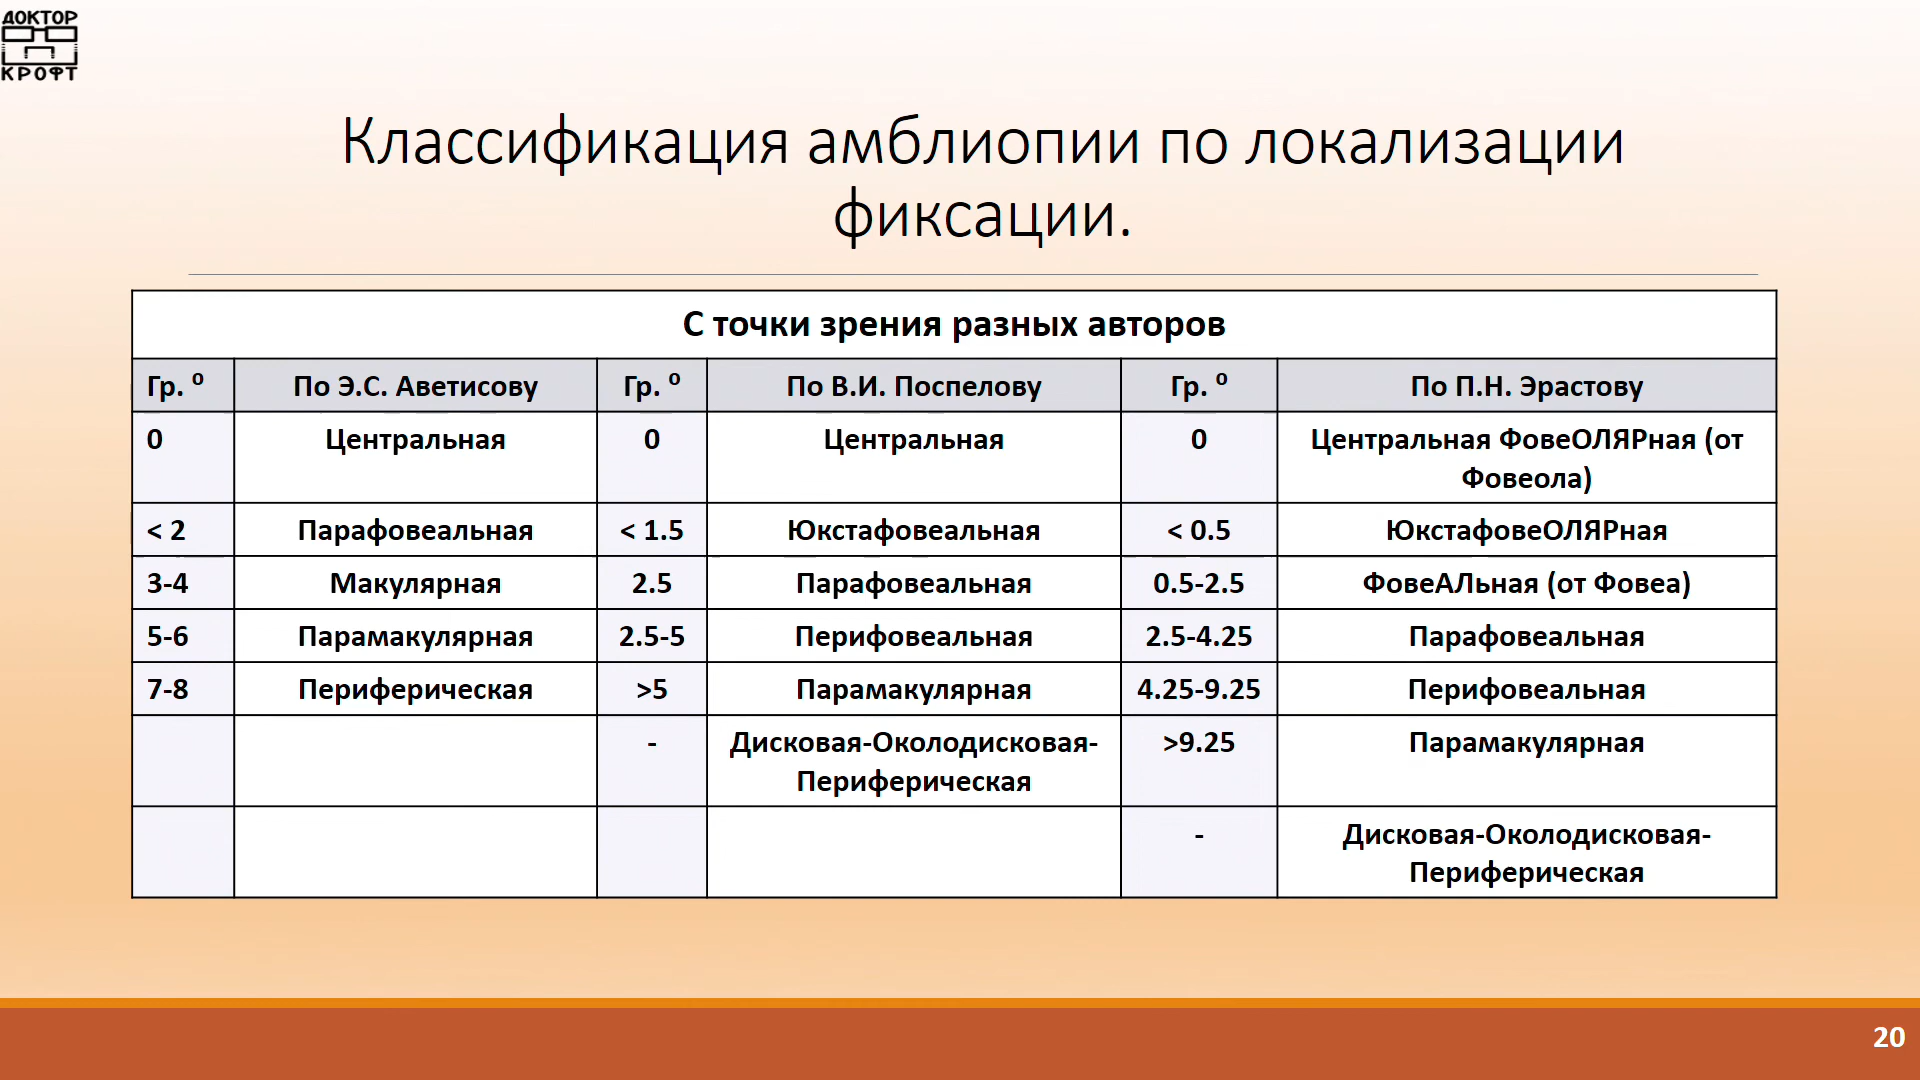 ДОКТОР
КРОФТ
Классификация амблиопии по локализации
фиксации.
С точки зрения разных авторов
Гр. ⁰ По Э.С. Аветисову Гр. ⁰ По В.И. Поспелову Гр. ⁰ По П.Н. Эрастову
0 Центральная 0 Центральная 0 Центральная ФовеОЛЯРная (от
Фовеола)
< 2 Парафовеальная < 1.5 Юкстафовеальная < 0.5 ЮкстафовеОЛЯРная
3-4 Макулярная 2.5 Парафовеальная 0.5-2.5 ФовеАЛьная (от Фовеа)
5-6 Парамакулярная 2.5-5 Перифовеальная 2.5-4.25 Парафовеальная
7-8 Периферическая >5 Парамакулярная 4.25-9.25 Перифовеальная
- Дисковая-Околодисковая- >9.25 Парамакулярная
Периферическая
- Дисковая-Околодисковая-
Периферическая
20